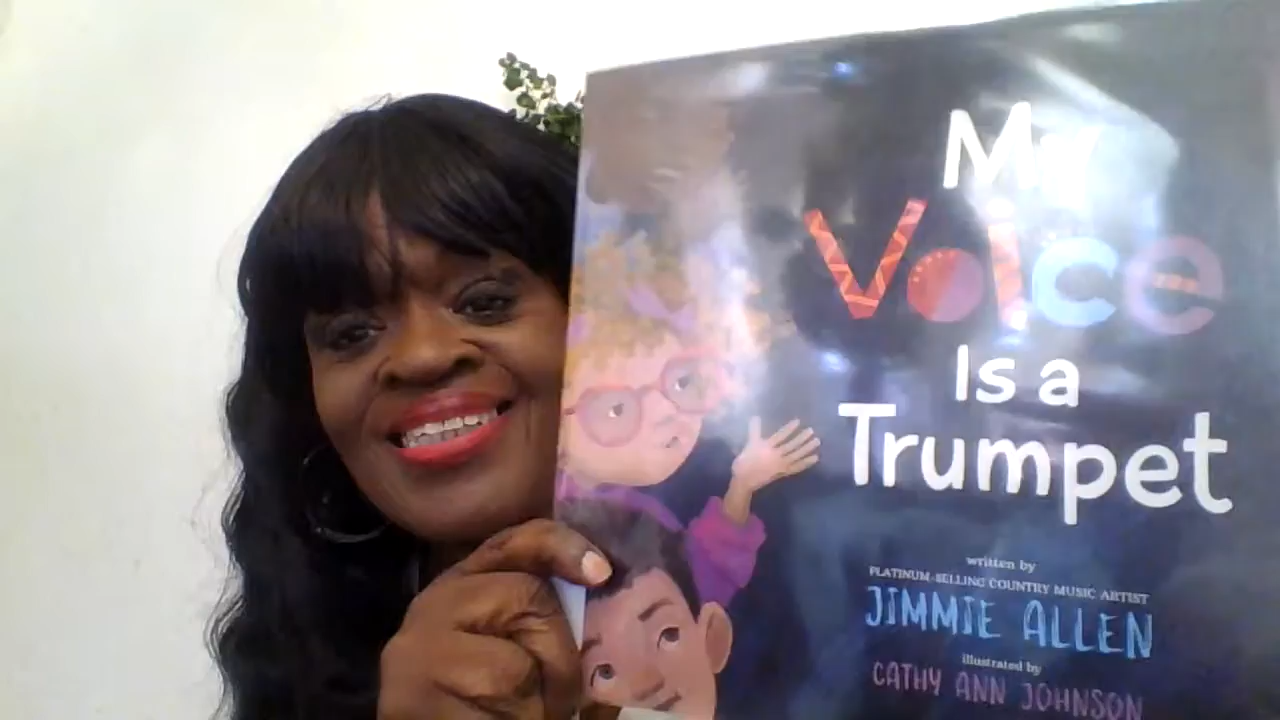 My
Voice
Is a
Trumpet
written by
PLATINUM-SELLING COUNTRY MUSIC ARTIST
JIMMIE ALLEN
illustrated by
CATHY ANN JOHNSON